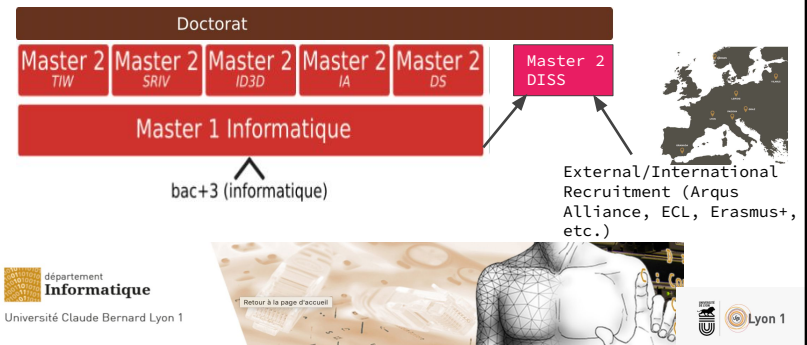 Doctorat
Master 2 Master 2 Master 2 Master 2 Master 2
TIW SRIV ID3D IA DS
Master 2
DISS
Master 1 Informatique
bac+3 (informatique)
External/International
Recruitment (Arqus
Alliance, ECL, Erasmus+,
etc.)
département
Informatique
Université Claude Bernard Lyon 1
Retour à la page d'accueil
Lyon 1